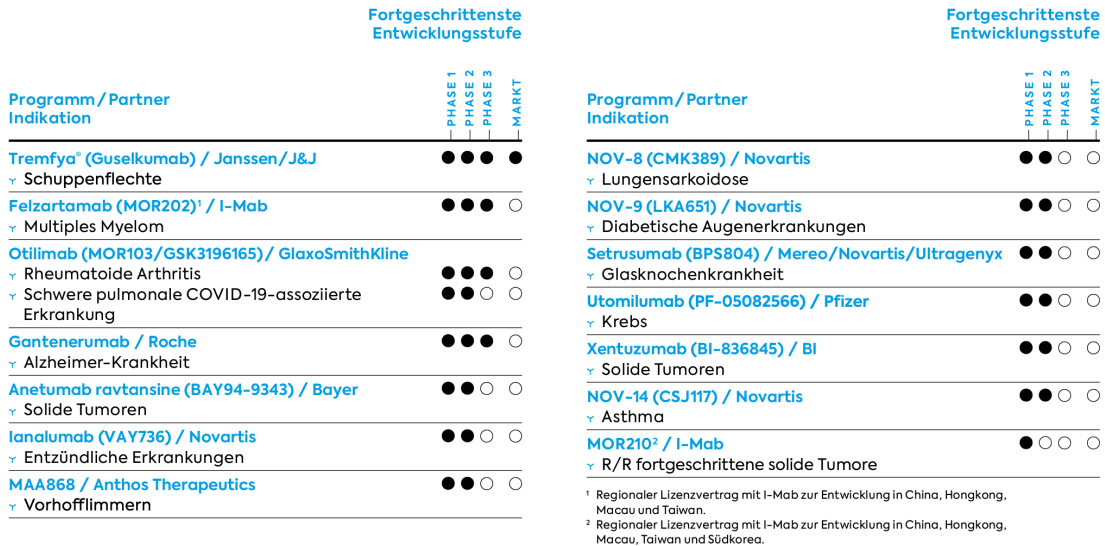 Fortgeschrittenste
Entwicklungsstufe
Programm / Partner
Indikation
PHASE 1
PHASE 2
PHASE 3
MARKT
Tremfya® (Guselkumab) / Janssen/J&J
Schuppenflechte
Felzartamab (MOR202)¹ / I-Mab
Multiples Myelom
Otilimab (MOR103/GSK3196165) / GlaxoSmithKline
Rheumatoide Arthritis
Schwere pulmonale COVID-19-assoziierte
Erkrankung
Gantenerumab / Roche
Alzheimer-Krankheit
Anetumab ravtansine (BAY94-9343) / Bayer
Solide Tumoren
Ianalumab (VAY736) / Novartis
Entzündliche Erkrankungen
MAA868 / Anthos Therapeutics
Vorhofflimmern
Fortgeschrittenste
Entwicklungsstufe
Programm / Partner
Indikation
PHASE 1
PHASE 2
PHASE 3
MARKT
NOV-8 (CMK389) / Novartis
Lungensarkoidose
NOV-9 (LKA651) / Novartis
Diabetische Augenerkrankungen
Setrusumab (BPS804) / Mereo/Novartis/Ultragenyx
Glasknochenkrankheit
Utomilumab (PF-05082566) / Pfizer
Krebs
Xentuzumab (BI-836845) / BI
Solide Tumoren
NOV-14 (CSJ117) / Novartis
Asthma
MOR210² / I-Mab
R/R fortgeschrittene solide Tumore
¹ Regionaler Lizenzvertrag mit I-Mab zur Entwicklung in China, Hongkong,
Macau und Taiwan.
² Regionaler Lizenzvertrag mit I-Mab zur Entwicklung in China, Hongkong,
Macau, Taiwan und Südkorea.